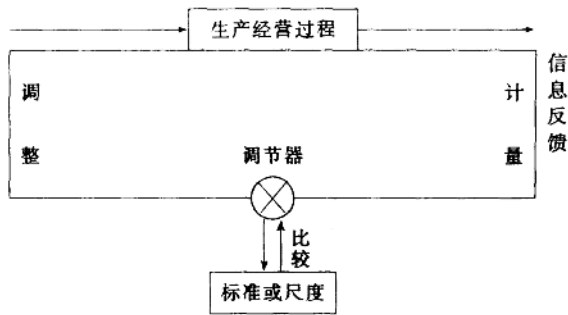 生产经营过程
调整
计量
信息反馈
调节器
比较
标准或尺度